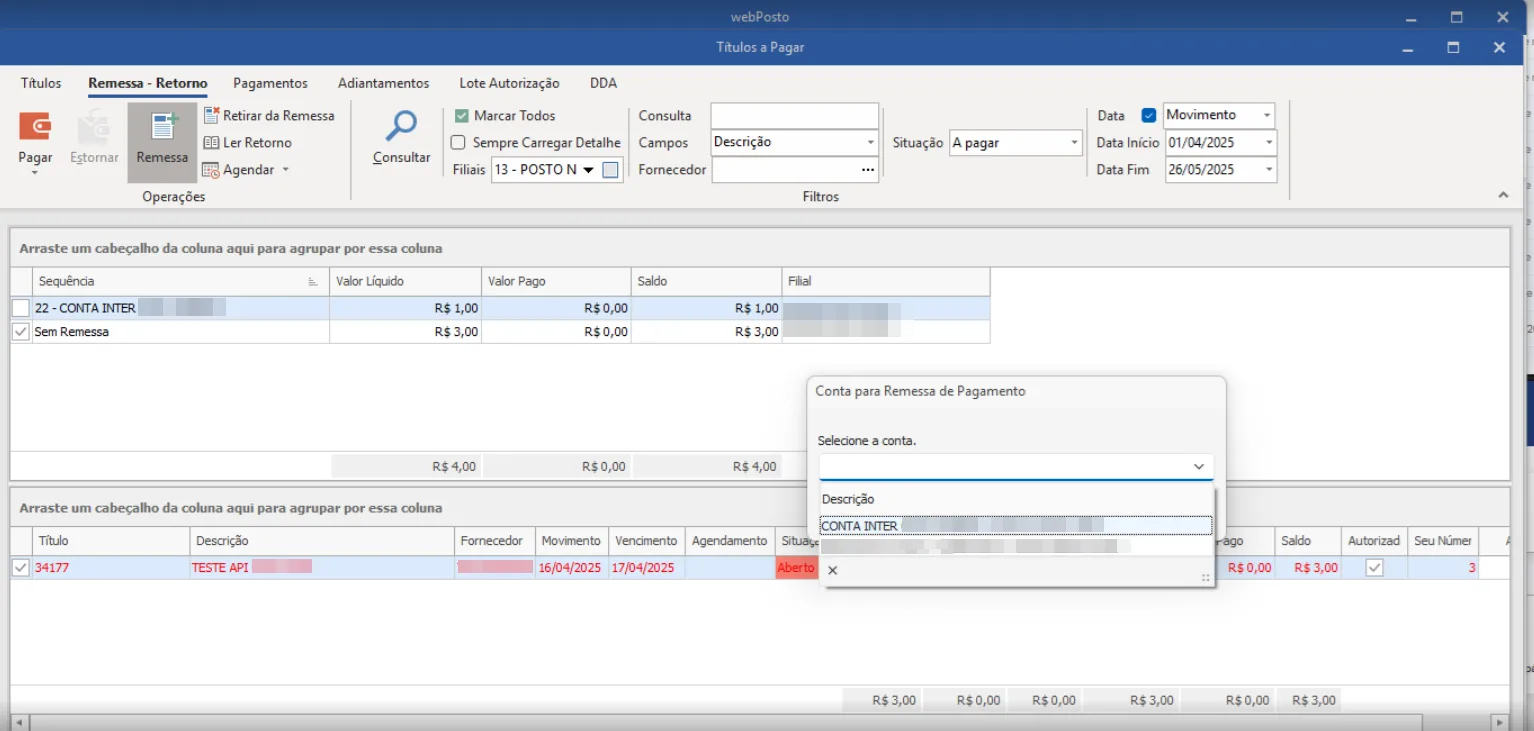 webPosto
Títulos a Pagar
Títulos Remessa - Retorno Pagamentos Adiantamentos Lote Autorização DDA
Pagar Estornar Remessa
Retirar da Remessa
Ler Retorno
Agendar
Operações
Consultar
Marcar Todos
Sempre Carregar Detalhe
Filiais 13 - POSTO N
Consulta
Campos Descrição
Fornecedor ...
Situação A pagar
Data Movimento
Data Início 01/04/2025
Data Fim 26/05/2025
Filtros
Arraste um cabeçalho da coluna aqui para agrupar por essa coluna
Sequência Valor Líquido Valor Pago Saldo Filial
22 - CONTA INTER R$ 1,00 R$ 0,00 R$ 1,00
Sem Remessa R$ 3,00 R$ 0,00 R$ 3,00
R$ 4,00 R$ 0,00 R$ 4,00
Conta para Remessa de Pagamento
Selecione a conta.
Descrição
CONTA INTER
Arraste um cabeçalho da coluna aqui para agrupar por essa coluna
Título Descrição Fornecedor Movimento Vencimento Agendamento Situaç Pago Saldo Autorizad Seu Númer
34177 TESTE API 16/04/2025 17/04/2025 Aberto R$ 0,00 R$ 3,00 3
R$ 3,00 R$ 0,00 R$ 0,00 R$ 3,00 R$ 0,00 R$ 3,00